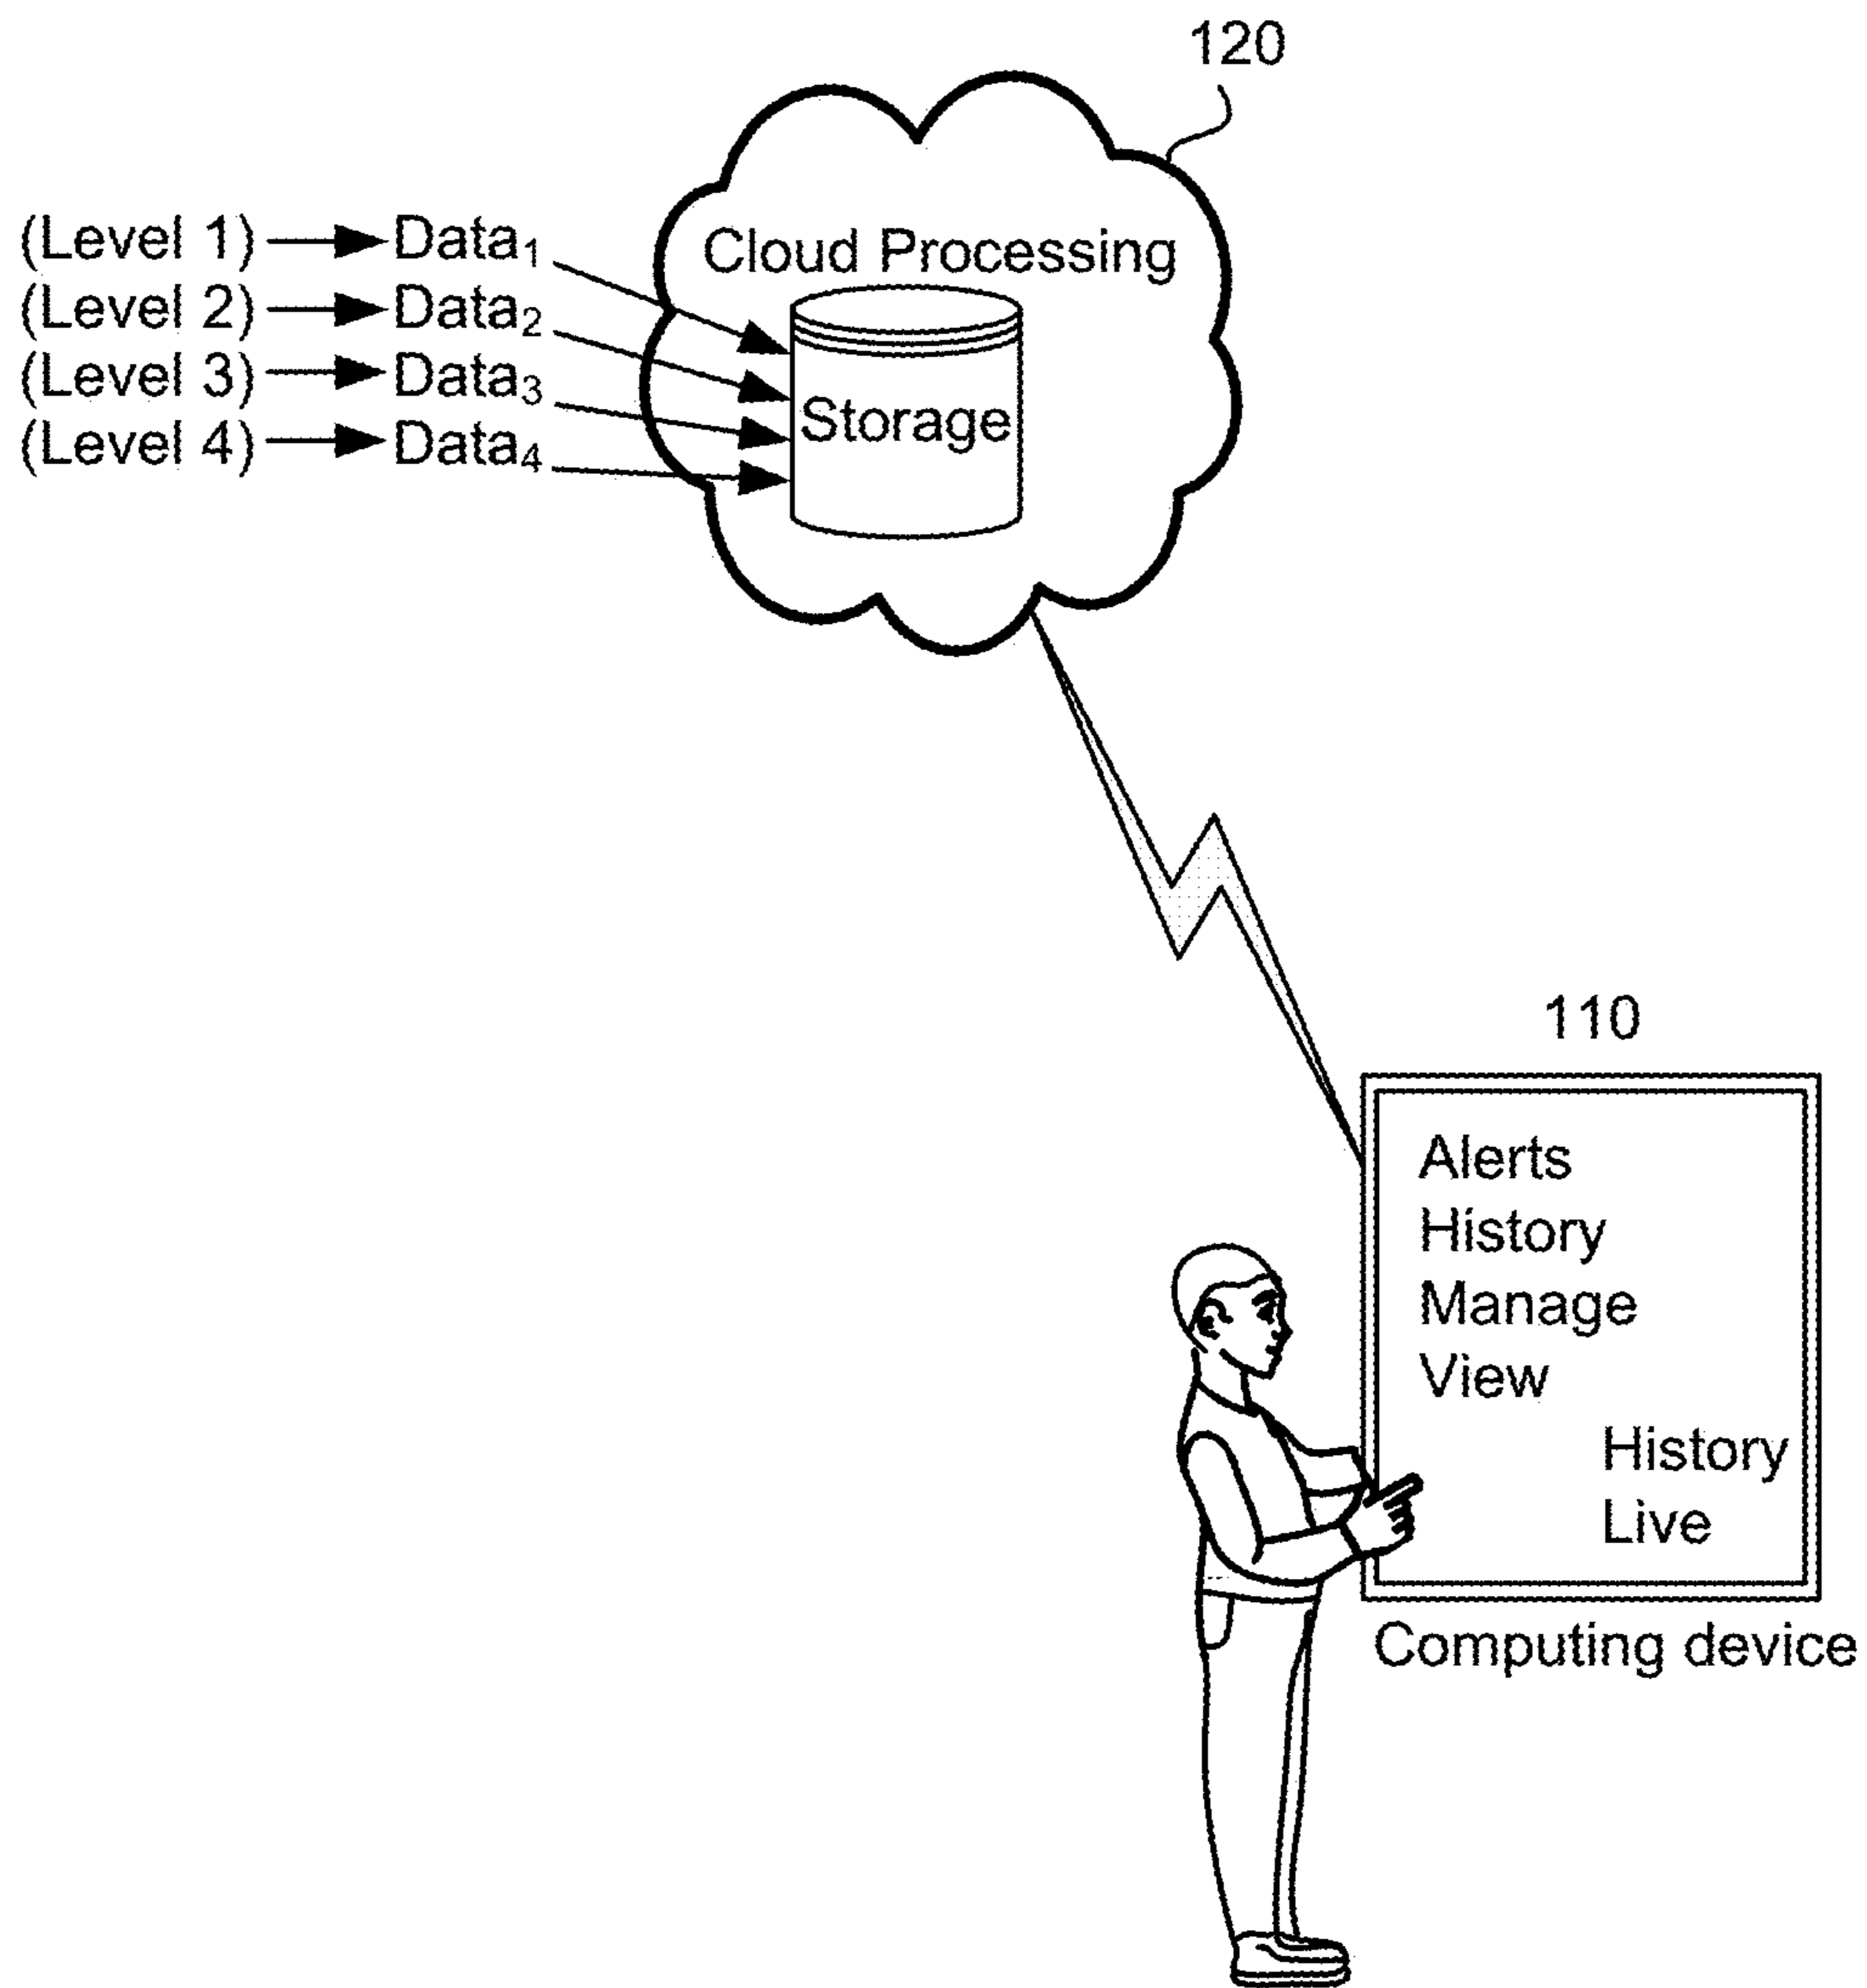 120
Cloud Processing
(Level 1) Data₁
(Level 2) Data₂
(Level 3) Data₃
(Level 4) Data₄
Storage
110
Alerts
History
Manage
View
History
Live
Computing device